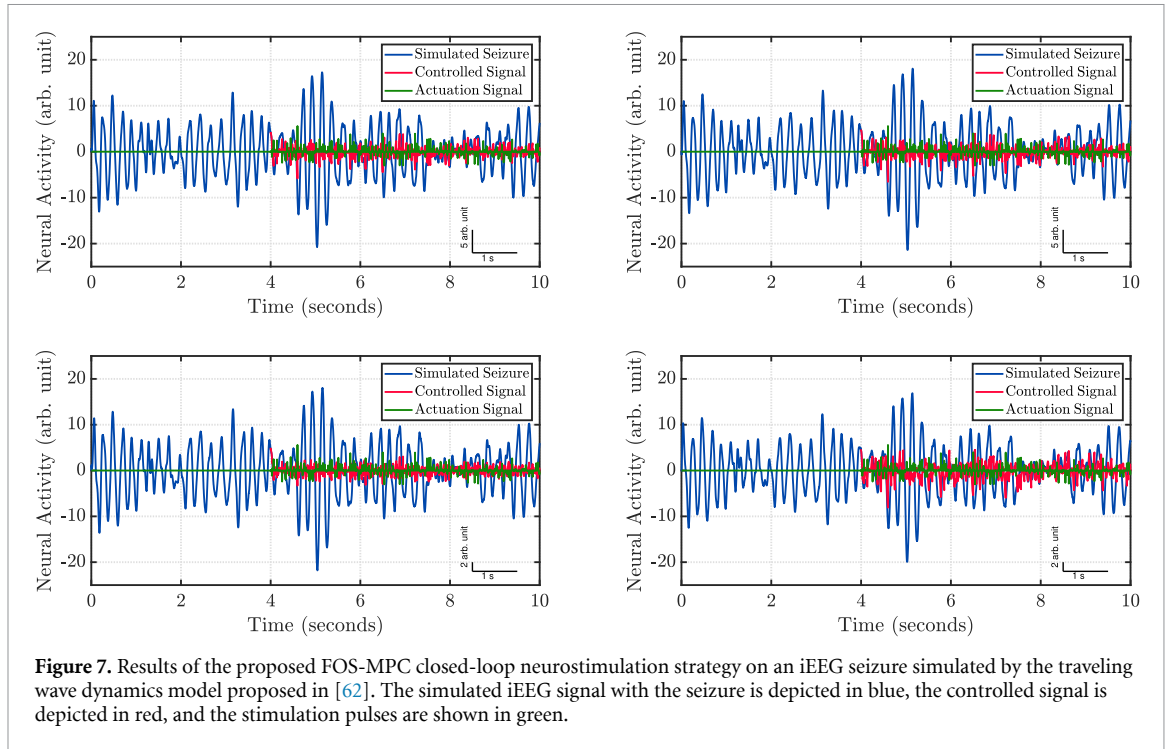 20
10
0
-10
-20
Neural Activity (arb. unit)
Simulated Seizure
Controlled Signal
Actuation Signal
5 arb. unit
1 s
0 2 4 6 8 10
Time (seconds)
20
10
0
-10
-20
Neural Activity (arb. unit)
Simulated Seizure
Controlled Signal
Actuation Signal
5 arb. unit
1 s
0 2 4 6 8 10
Time (seconds)
20
10
0
-10
-20
Neural Activity (arb. unit)
Simulated Seizure
Controlled Signal
Actuation Signal
2 arb. unit
1 s
0 2 4 6 8 10
Time (seconds)
20
10
0
-10
-20
Neural Activity (arb. unit)
Simulated Seizure
Controlled Signal
Actuation Signal
2 arb. unit
1 s
0 2 4 6 8 10
Time (seconds)
Figure 7. Results of the proposed FOS-MPC closed-loop neurostimulation strategy on an iEEG seizure simulated by the traveling
wave dynamics model proposed in [62]. The simulated iEEG signal with the seizure is depicted in blue, the controlled signal is
depicted in red, and the stimulation pulses are shown in green.